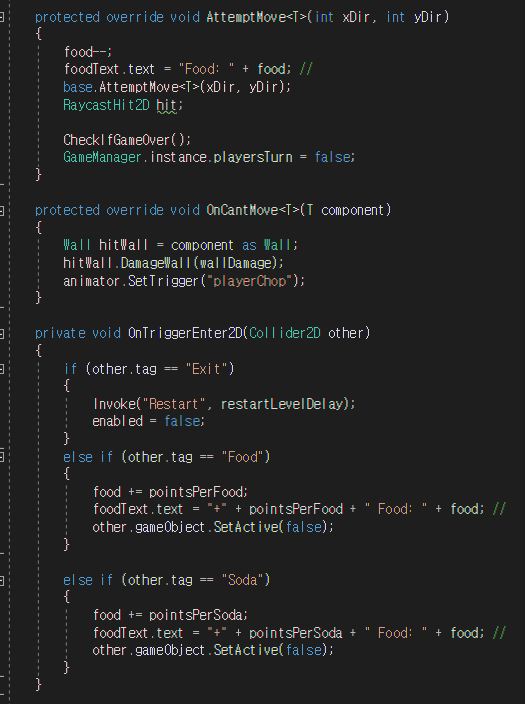 protected override void AttemptMove<T>(int xDir, int yDir)
{
food--;
foodText.text = "Food: " + food; //
base.AttemptMove<T>(xDir, yDir);
RaycastHit2D hit;
CheckIfGameOver();
GameManager.instance.playersTurn = false;
}
protected override void OnCantMove<T>(T component)
{
Wall hitWall = component as Wall;
hitWall.DamageWall(wallDamage);
animator.SetTrigger("playerChop");
}
private void OnTriggerEnter2D(Collider2D other)
{
if (other.tag == "Exit")
{
Invoke("Restart", restartLevelDelay);
enabled = false;
}
else if (other.tag == "Food")
{
food += pointsPerFood;
foodText.text = "+" + pointsPerFood + " Food: " + food; //
other.gameObject.SetActive(false);
}
else if (other.tag == "Soda")
{
food += pointsPerSoda;
foodText.text = "+" + pointsPerSoda + " Food: " + food; //
other.gameObject.SetActive(false);
}
}